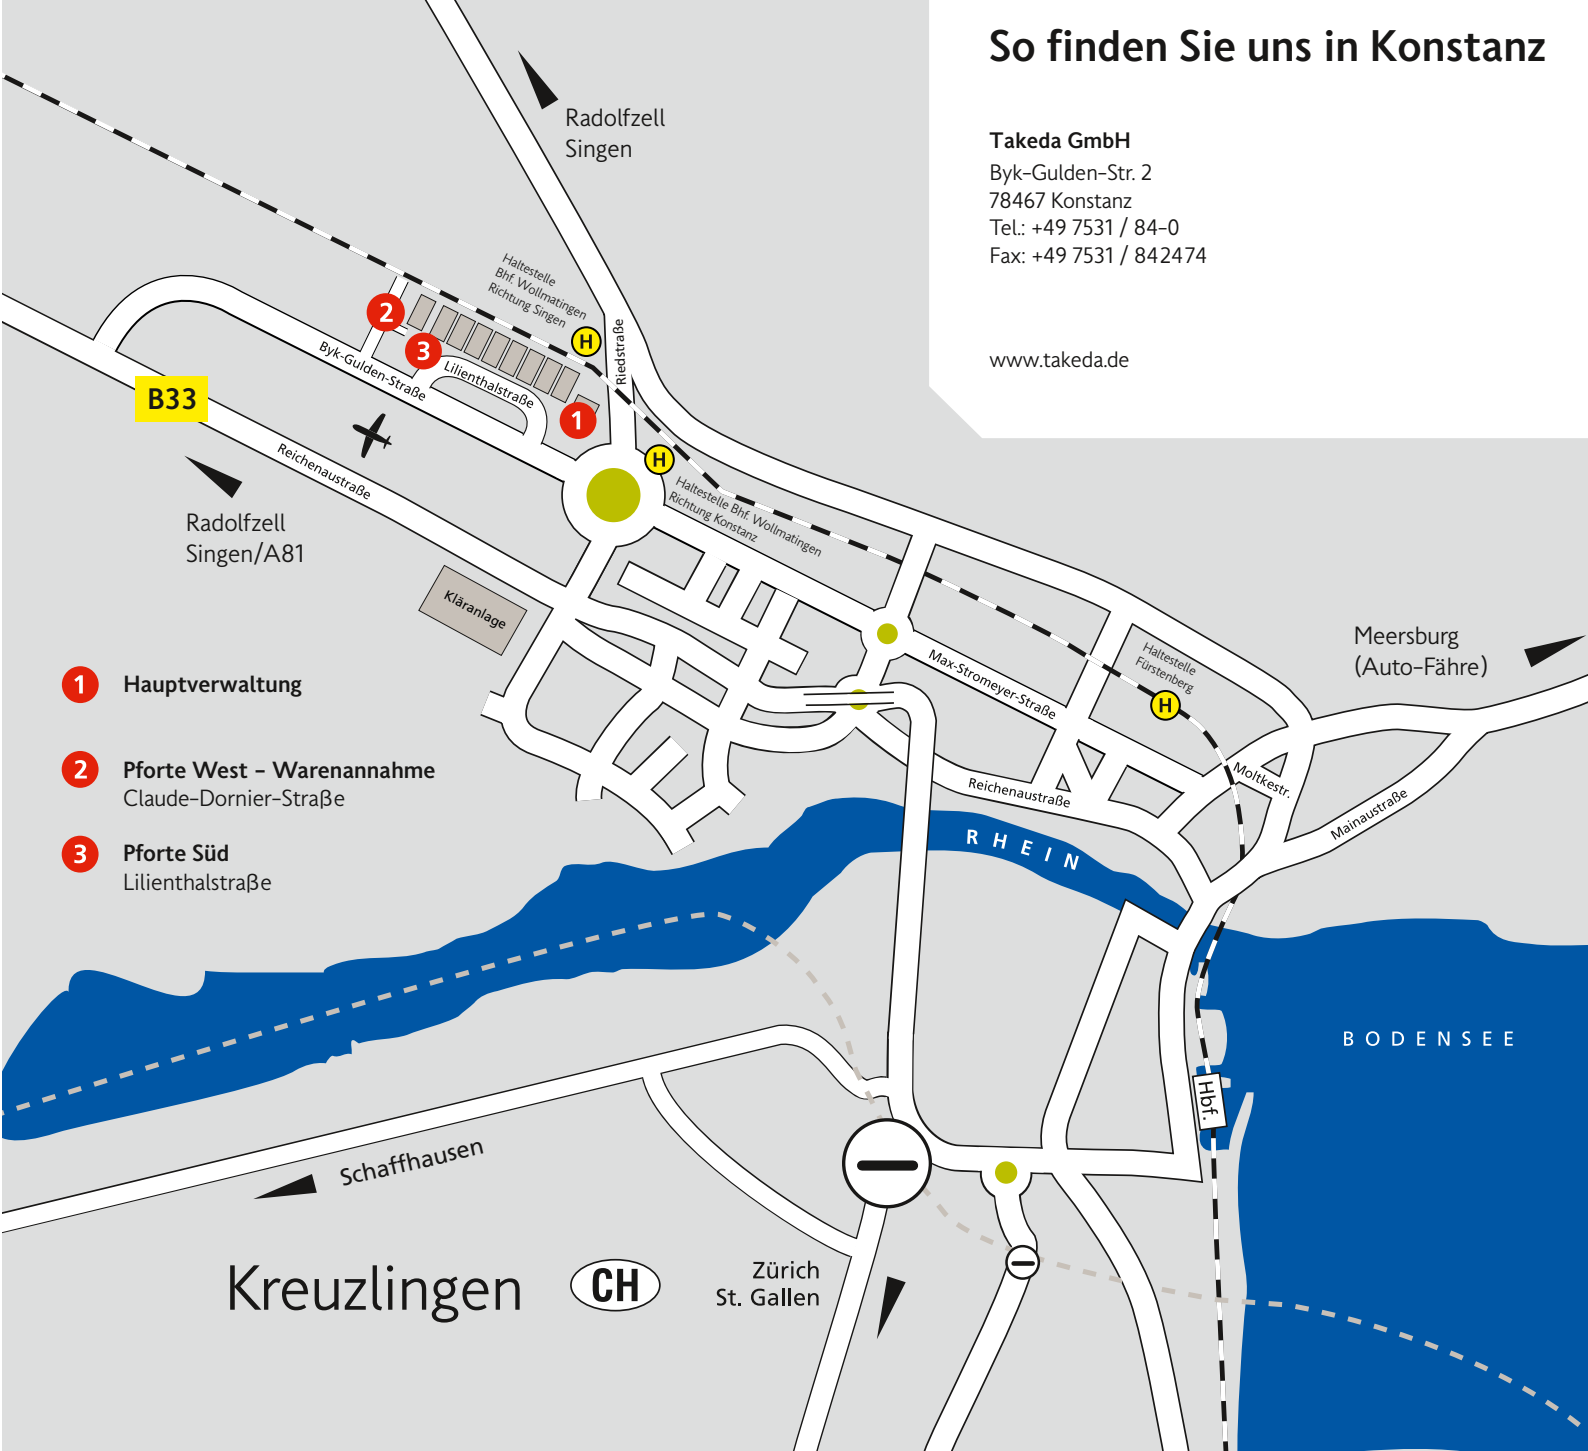 So finden Sie uns in Konstanz
Takeda GmbH
Byk-Gulden-Str. 2
78467 Konstanz
Tel.: +49 7531 / 84-0
Fax: +49 7531 / 842474
www.takeda.de
Radolfzell
Singen
Haltestelle
Bhf. Wollmatingen
Richtung Singen
H
Riedstraße
2
3
1
Byk-Gulden-Straße
Lilienthalstraße
B33
Reichenaustraße
H
Haltestelle Bhf. Wollmatingen
Richtung Konstanz
Radolfzell
Singen/A81
Kläranlage
Meersburg
(Auto-Fähre)
Haltestelle
Fürstenberg
H
Max-Stromeyer-Straße
Reichenaustraße
Moltkestr.
Mainaustraße
1 Hauptverwaltung
2 Pforte West - Warenannahme
Claude-Dornier-Straße
3 Pforte Süd
Lilienthalstraße
RHEIN
BODENSEE
Hbf.
Schaffhausen
Kreuzlingen
CH
Zürich
St. Gallen